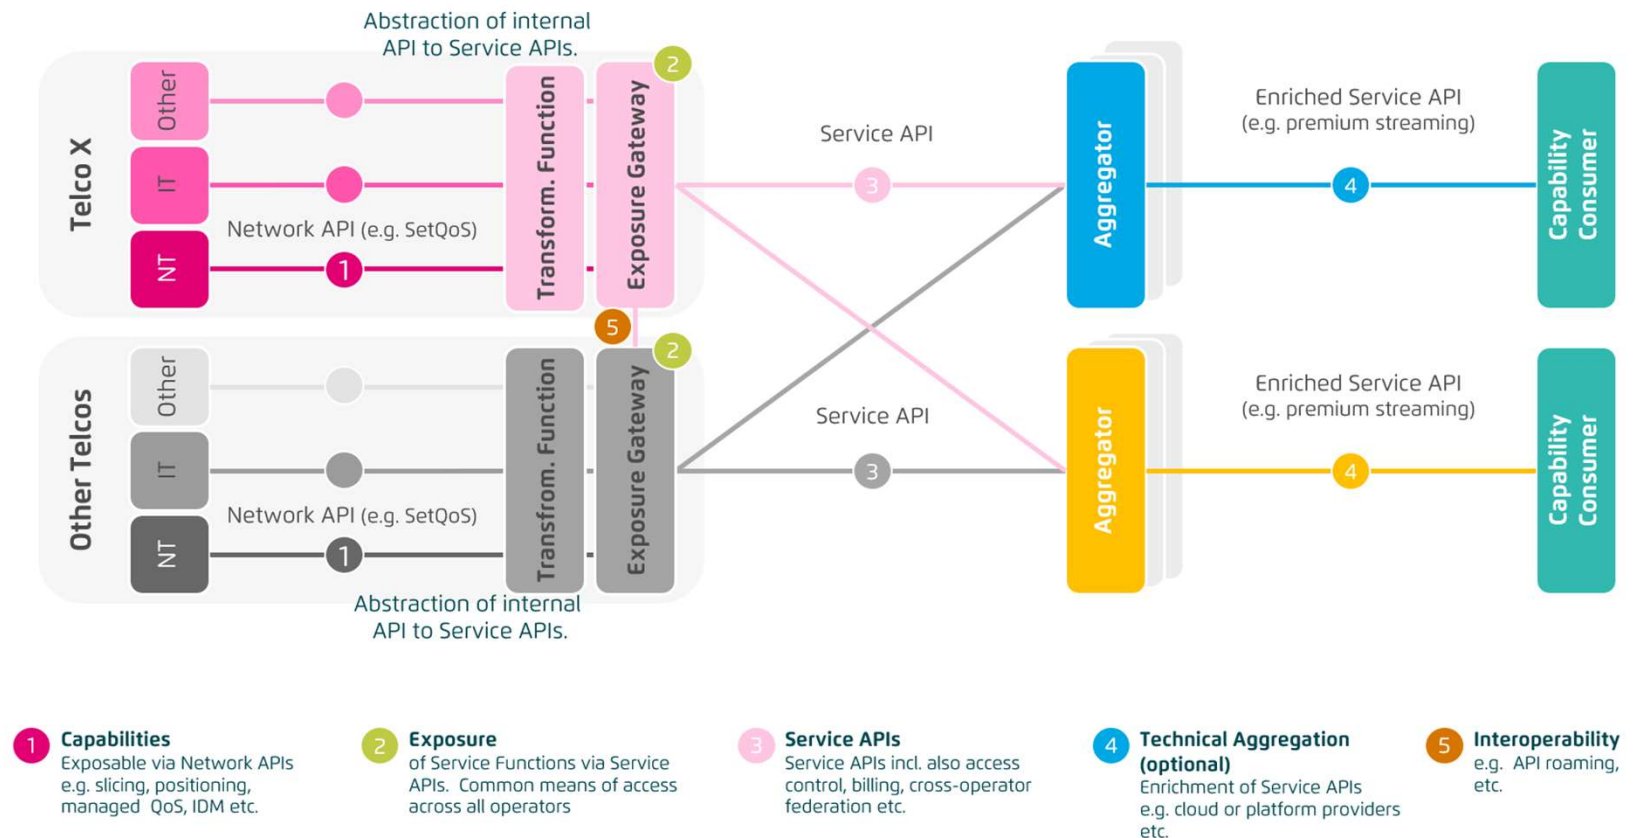 Abstraction of internal
API to Service APIs.
Telco X
Other
IT
NT
Network API (e.g. SetQoS)
1
Transform. Function
Exposure Gateway
2
Service API
3
Aggregator
Enriched Service API
(e.g. premium streaming)
4
Capability
Consumer
5
Other Telcos
Other
IT
NT
Network API (e.g. SetQoS)
1
Transfrom. Function
Exposure Gateway
2
Service API
3
Aggregator
Enriched Service API
(e.g. premium streaming)
4
Capability
Consumer
Abstraction of internal
API to Service APIs.
1
Capabilities
Exposable via Network APIs
e.g. slicing, positioning,
managed QoS, IDM etc.
2
Exposure
of Service Functions via Service
APIs. Common means of access
across all operators
3
Service APIs
Service APIs incl. also access
control, billing, cross-operator
federation etc.
4
Technical Aggregation
(optional)
Enrichment of Service APIs
e.g. cloud or platform providers
etc.
5
Interoperability
e.g. API roaming,
etc.